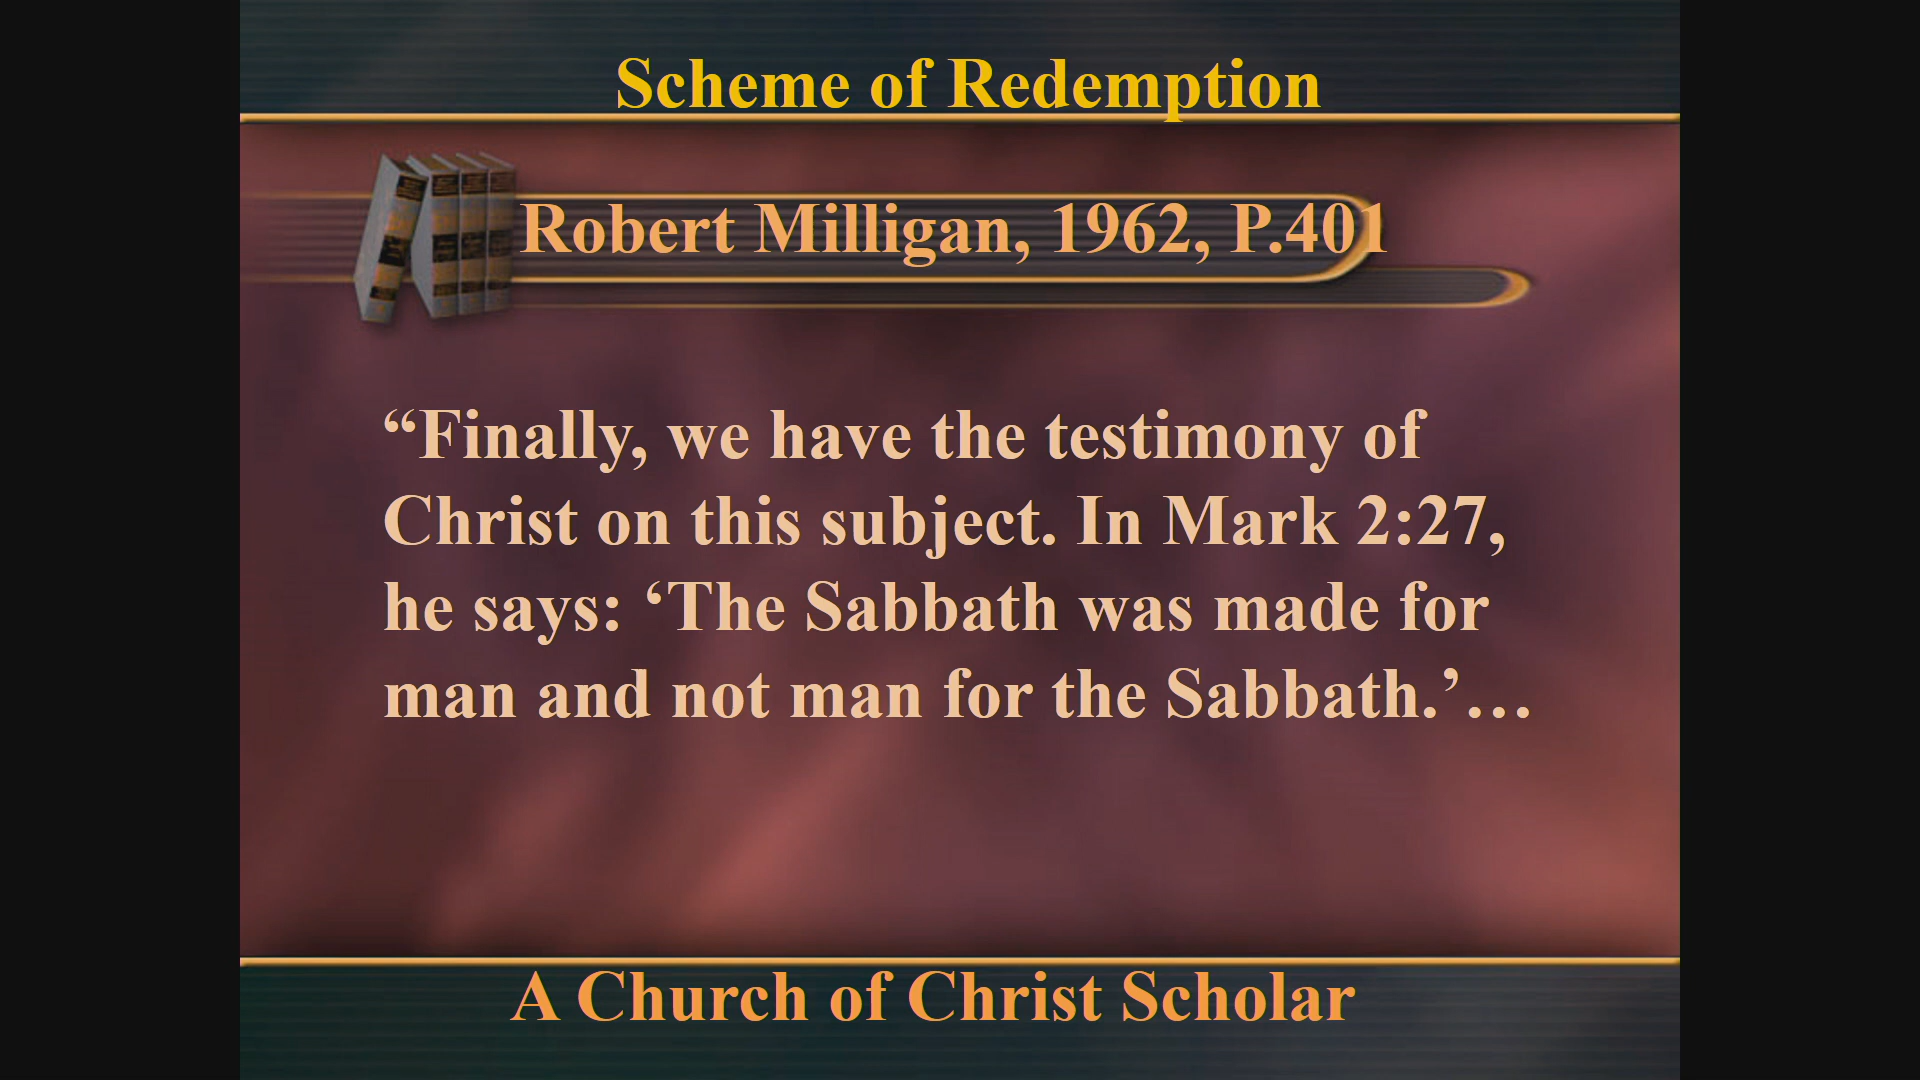 Scheme of Redemption
Robert Milligan, 1962, P.401
“Finally, we have the testimony of
Christ on this subject. In Mark 2:27,
he says: ‘The Sabbath was made for
man and not man for the Sabbath.’…
A Church of Christ Scholar